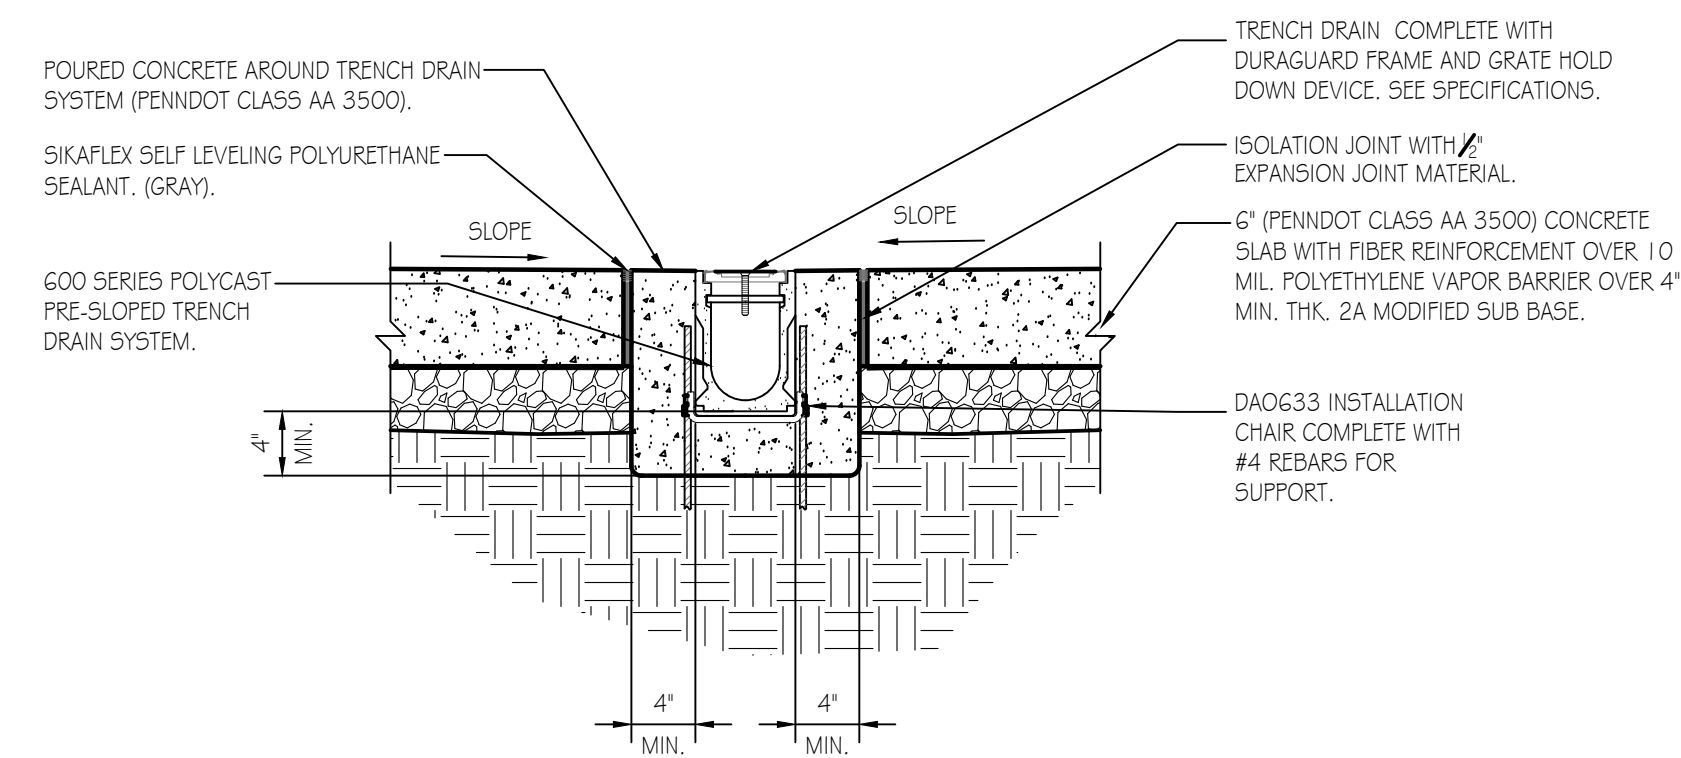 POURED CONCRETE AROUND TRENCH DRAIN
SYSTEM (PENNDOT CLASS AA 3500).
SIKAFLEX SELF LEVELING POLYURETHANE
SEALANT. (GRAY).
SLOPE
600 SERIES POLYCAST
PRE-SLOPED TRENCH
DRAIN SYSTEM.
4"
MIN.
TRENCH DRAIN COMPLETE WITH
DURAGUARD FRAME AND GRATE HOLD
DOWN DEVICE. SEE SPECIFICATIONS.
ISOLATION JOINT WITH 1/2"
EXPANSION JOINT MATERIAL.
SLOPE
6" (PENNDOT CLASS AA 3500) CONCRETE
SLAB WITH FIBER REINFORCEMENT OVER 10
MIL. POLYETHYLENE VAPOR BARRIER OVER 4"
MIN. THK. 2A MODIFIED SUB BASE.
DA0633 INSTALLATION
CHAIR COMPLETE WITH
#4 REBARS FOR
SUPPORT.
4"
MIN.
4"
MIN.